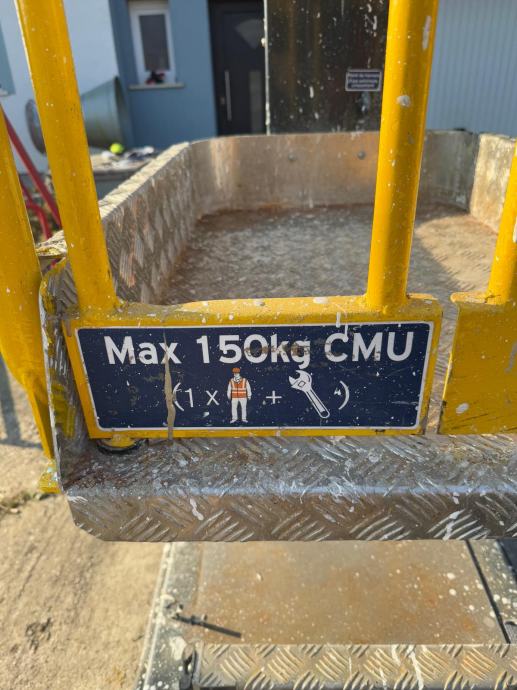 Max 150kg CMU
(1 x + )